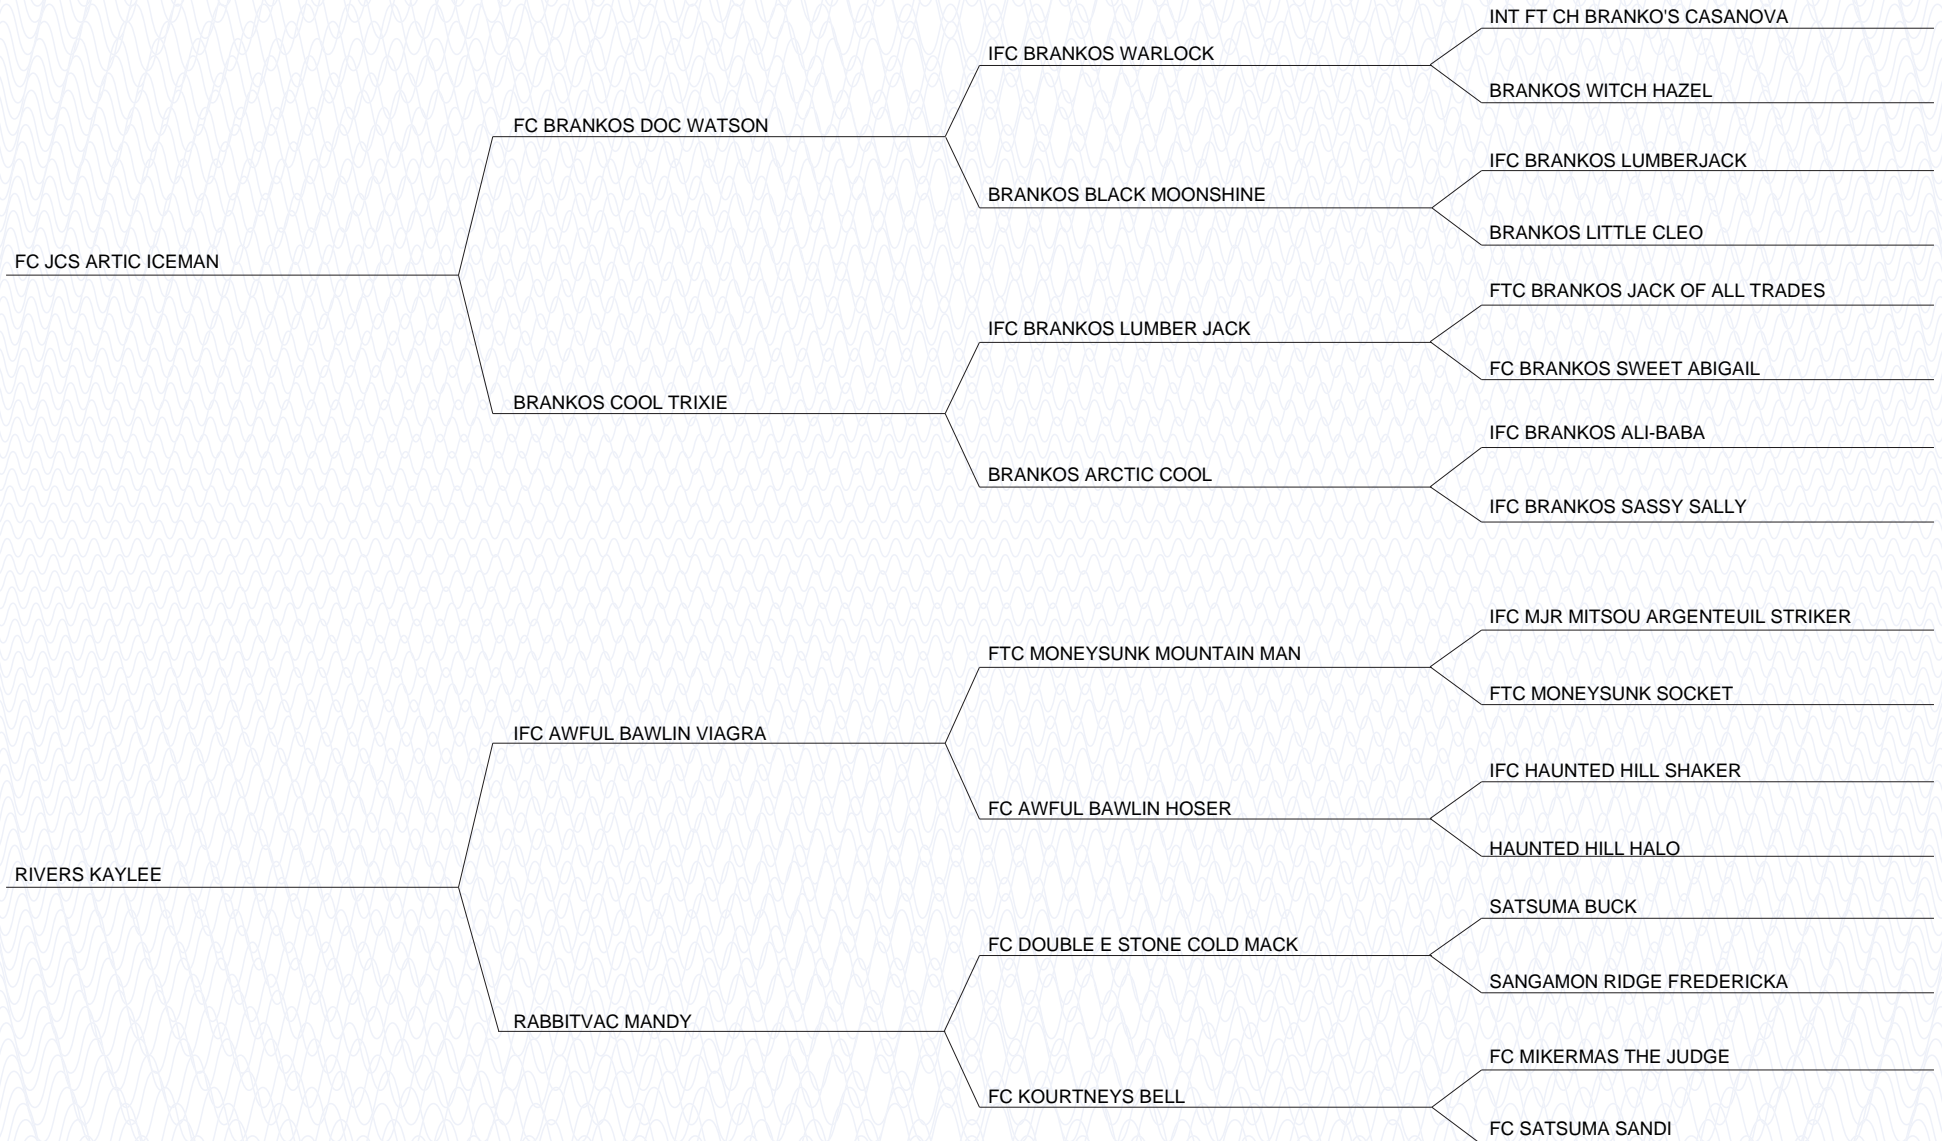 INT FT CH BRANKO'S CASANOVA
IFC BRANKOS WARLOCK
BRANKOS WITCH HAZEL
FC BRANKOS DOC WATSON
IFC BRANKOS LUMBERJACK
BRANKOS BLACK MOONSHINE
BRANKOS LITTLE CLEO
FC JCS ARTIC ICEMAN
FTC BRANKOS JACK OF ALL TRADES
IFC BRANKOS LUMBER JACK
FC BRANKOS SWEET ABIGAIL
BRANKOS COOL TRIXIE
IFC BRANKOS ALI-BABA
BRANKOS ARCTIC COOL
IFC BRANKOS SASSY SALLY
IFC MJR MITSOU ARGENTEUIL STRIKER
FTC MONEYSUNK MOUNTAIN MAN
FTC MONEYSUNK SOCKET
IFC AWFUL BAWLIN VIAGRA
IFC HAUNTED HILL SHAKER
FC AWFUL BAWLIN HOSER
HAUNTED HILL HALO
RIVERS KAYLEE
SATSUMA BUCK
FC DOUBLE E STONE COLD MACK
SANGAMON RIDGE FREDERICKA
RABBITVAC MANDY
FC MIKERMAS THE JUDGE
FC KOURTNEYS BELL
FC SATSUMA SANDI